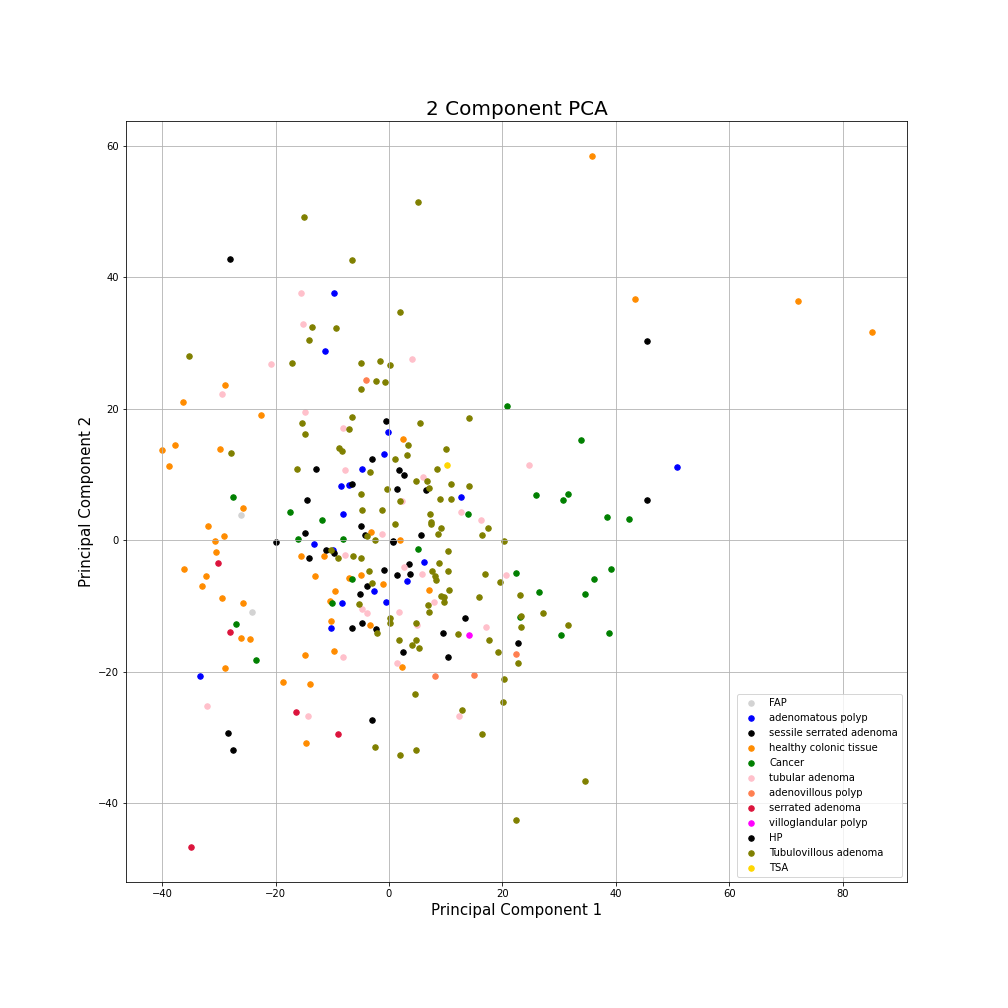 2 Component PCA
Principal Component 2
60
40
20
0
−20
−40
−40
−20
0
20
40
60
80
Principal Component 1
FAP
adenomatous polyp
sessile serrated adenoma
healthy colonic tissue
Cancer
tubular adenoma
adenovillous polyp
serrated adenoma
villoglandular polyp
HP
Tubulovillous adenoma
TSA